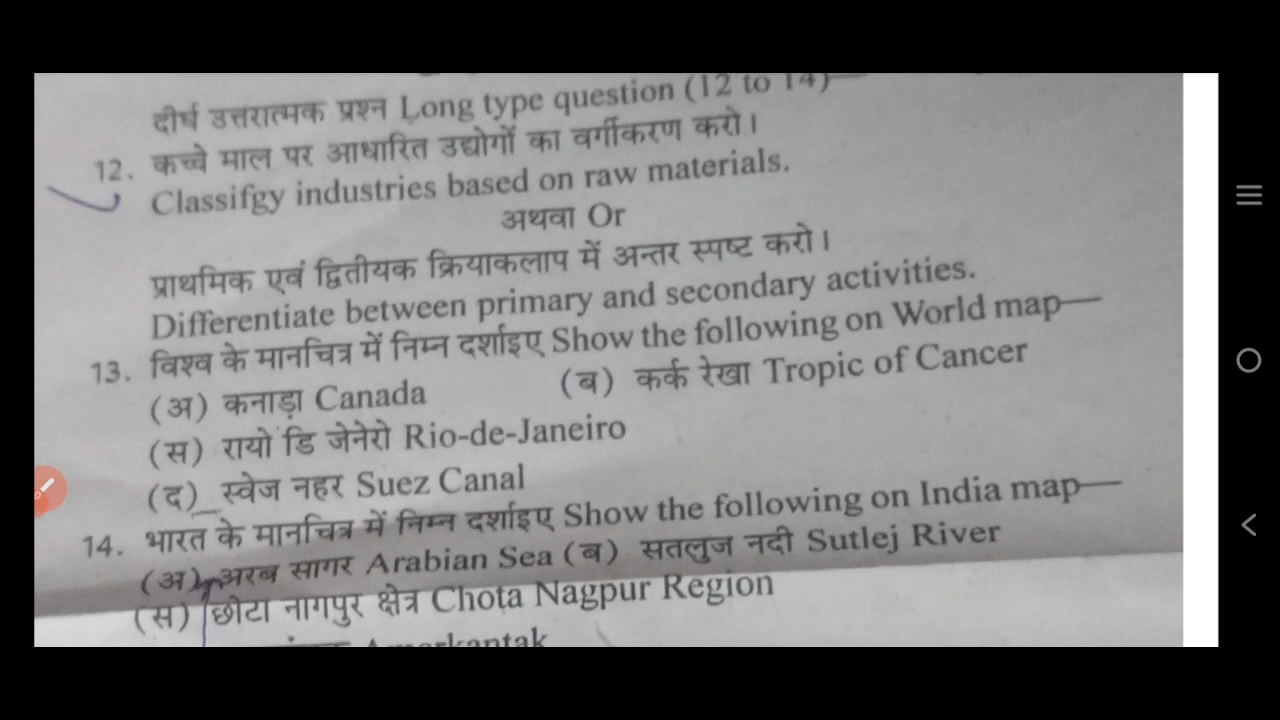 दीर्घ उत्तरात्मक प्रश्न Long type question (12 to 14)—
12. कच्चे माल पर आधारित उद्योगों का वर्गीकरण करो।
Classifgy industries based on raw materials.
अथवा Or
प्राथमिक एवं द्वितीयक क्रियाकलाप में अन्तर स्पष्ट करो।
Differentiate between primary and secondary activities.
13. विश्व के मानचित्र में निम्न दर्शाइए Show the following on World map—
(अ) कनाड़ा Canada (ब) कर्क रेखा Tropic of Cancer
(स) रायो डि जेनेरो Rio-de-Janeiro
(द) स्वेज नहर Suez Canal
14. भारत के मानचित्र में निम्न दर्शाइए Show the following on India map—
(अ) अरब सागर Arabian Sea (ब) सतलुज नदी Sutlej River
(स) छोटा नागपुर क्षेत्र Chota Nagpur Region
Amarkantak